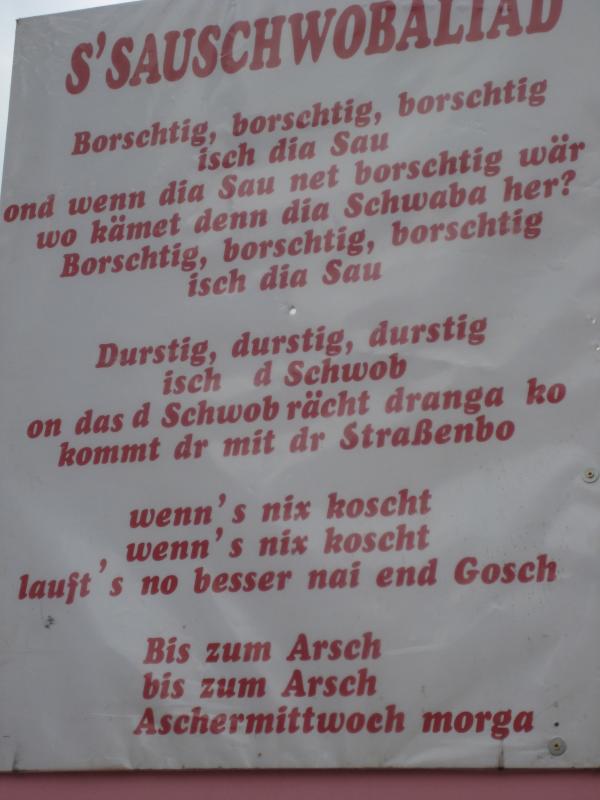 S'SAUSCHWOBALIAD
Borschtig, borschtig, borschtig
isch dia Sau
ond wenn dia Sau net borschtig wär
wo kämet denn dia Schwaba her?
Borschtig, borschtig, borschtig
isch dia Sau
Durstig, durstig, durstig
isch d Schwob
on das d Schwob rächt dranga ko
kommt dr mit dr Straßenbo
wenn's nix koscht
wenn's nix koscht
lauft's no besser nai end Gosch
Bis zum Arsch
bis zum Arsch
Aschermittwoch morga